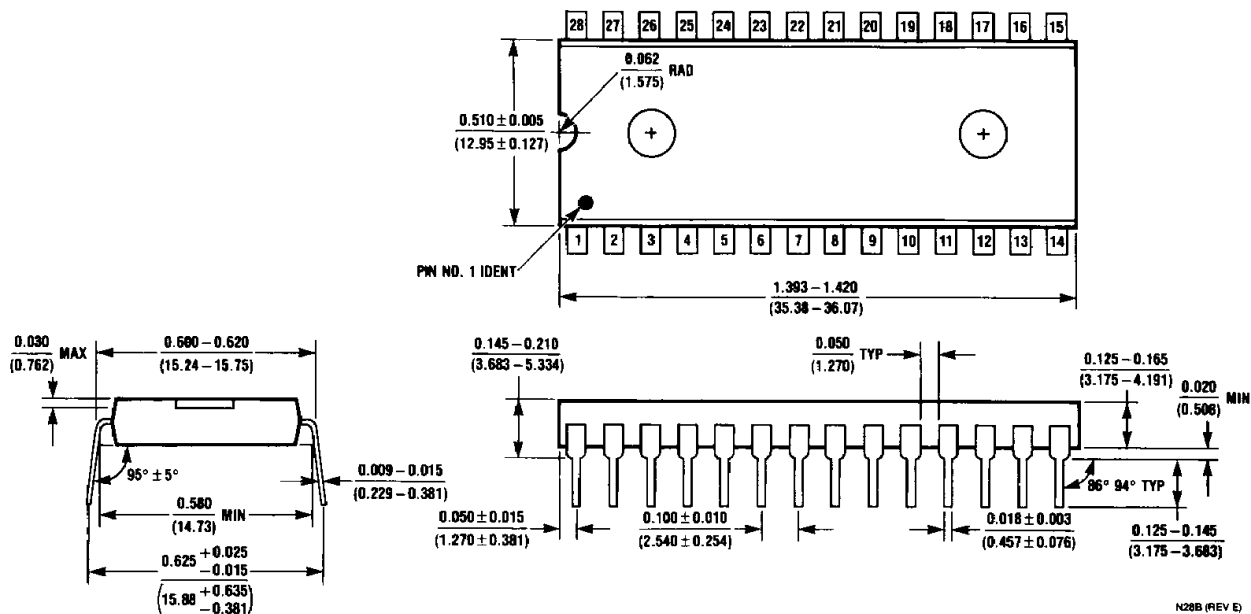 28 27 26 25 24 23 22 21 20 19 18 17 16 15
0.062
(1.575)
RAD
0.510 ± 0.005
(12.95 ± 0.127)
1 2 3 4 5 6 7 8 9 10 11 12 13 14
PIN NO. 1 IDENT
1.393 – 1.420
(35.38 – 36.07)
0.030
(0.762)
MAX
0.600 – 0.620
(15.24 – 15.75)
95° ± 5°
0.580
(14.73)
MIN
0.009 – 0.015
(0.229 – 0.381)
0.625 +0.025
-0.015
(15.88 +0.635
-0.381)
0.145 – 0.210
(3.683 – 5.334)
0.050
(1.270)
TYP
0.125 – 0.165
(3.175 – 4.191)
0.020
(0.508)
MIN
86° 94° TYP
0.050 ± 0.015
(1.270 ± 0.381)
0.100 ± 0.010
(2.540 ± 0.254)
0.018 ± 0.003
(0.457 ± 0.076)
0.125 – 0.145
(3.175 – 3.683)
N28B (REV E)